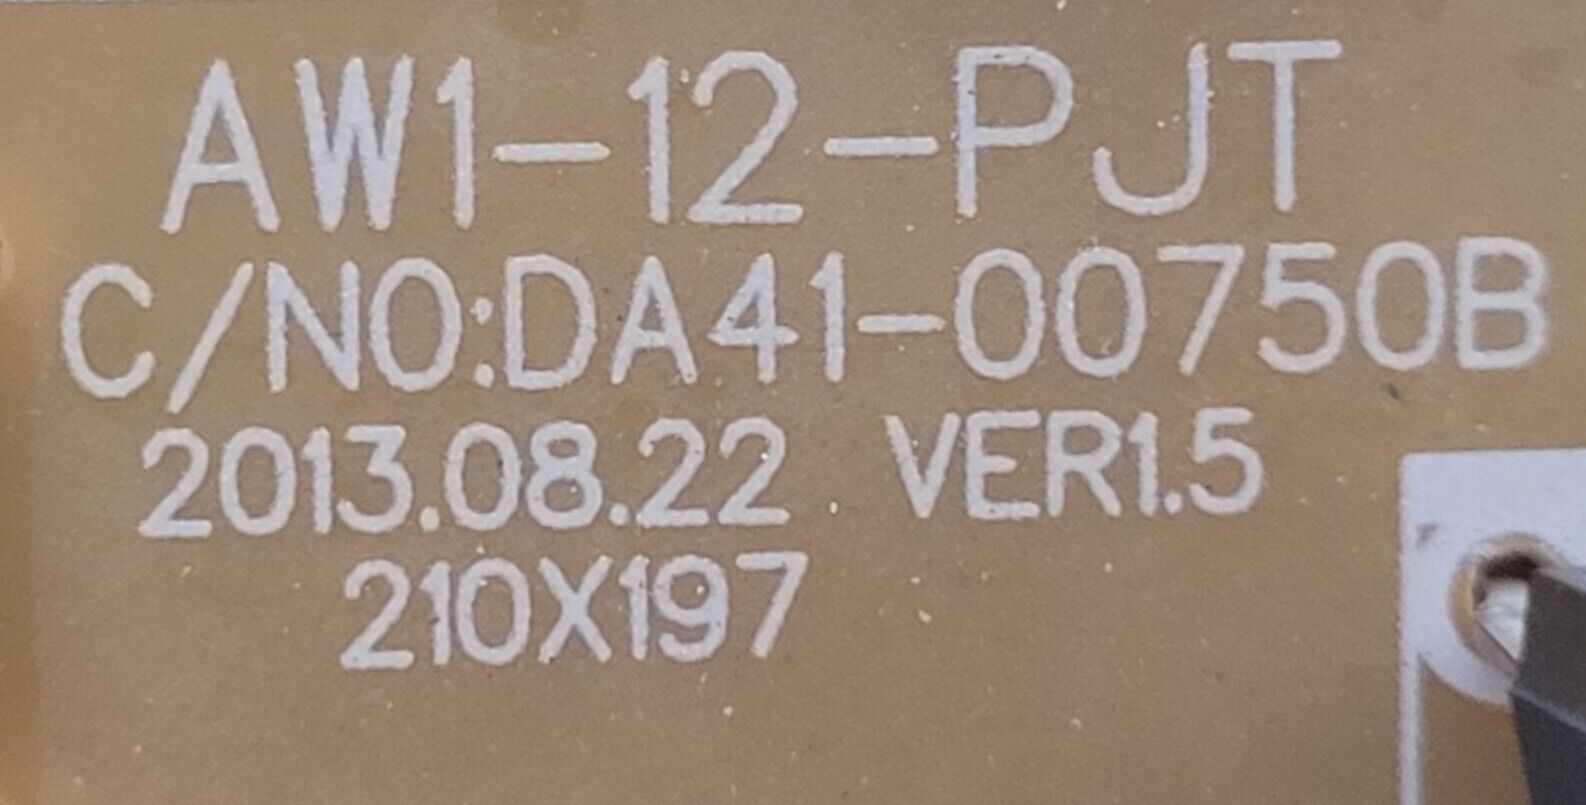 AW1-12-PJT
C/NO:DA41-00750B
2013.08.22 VER1.5
210X197